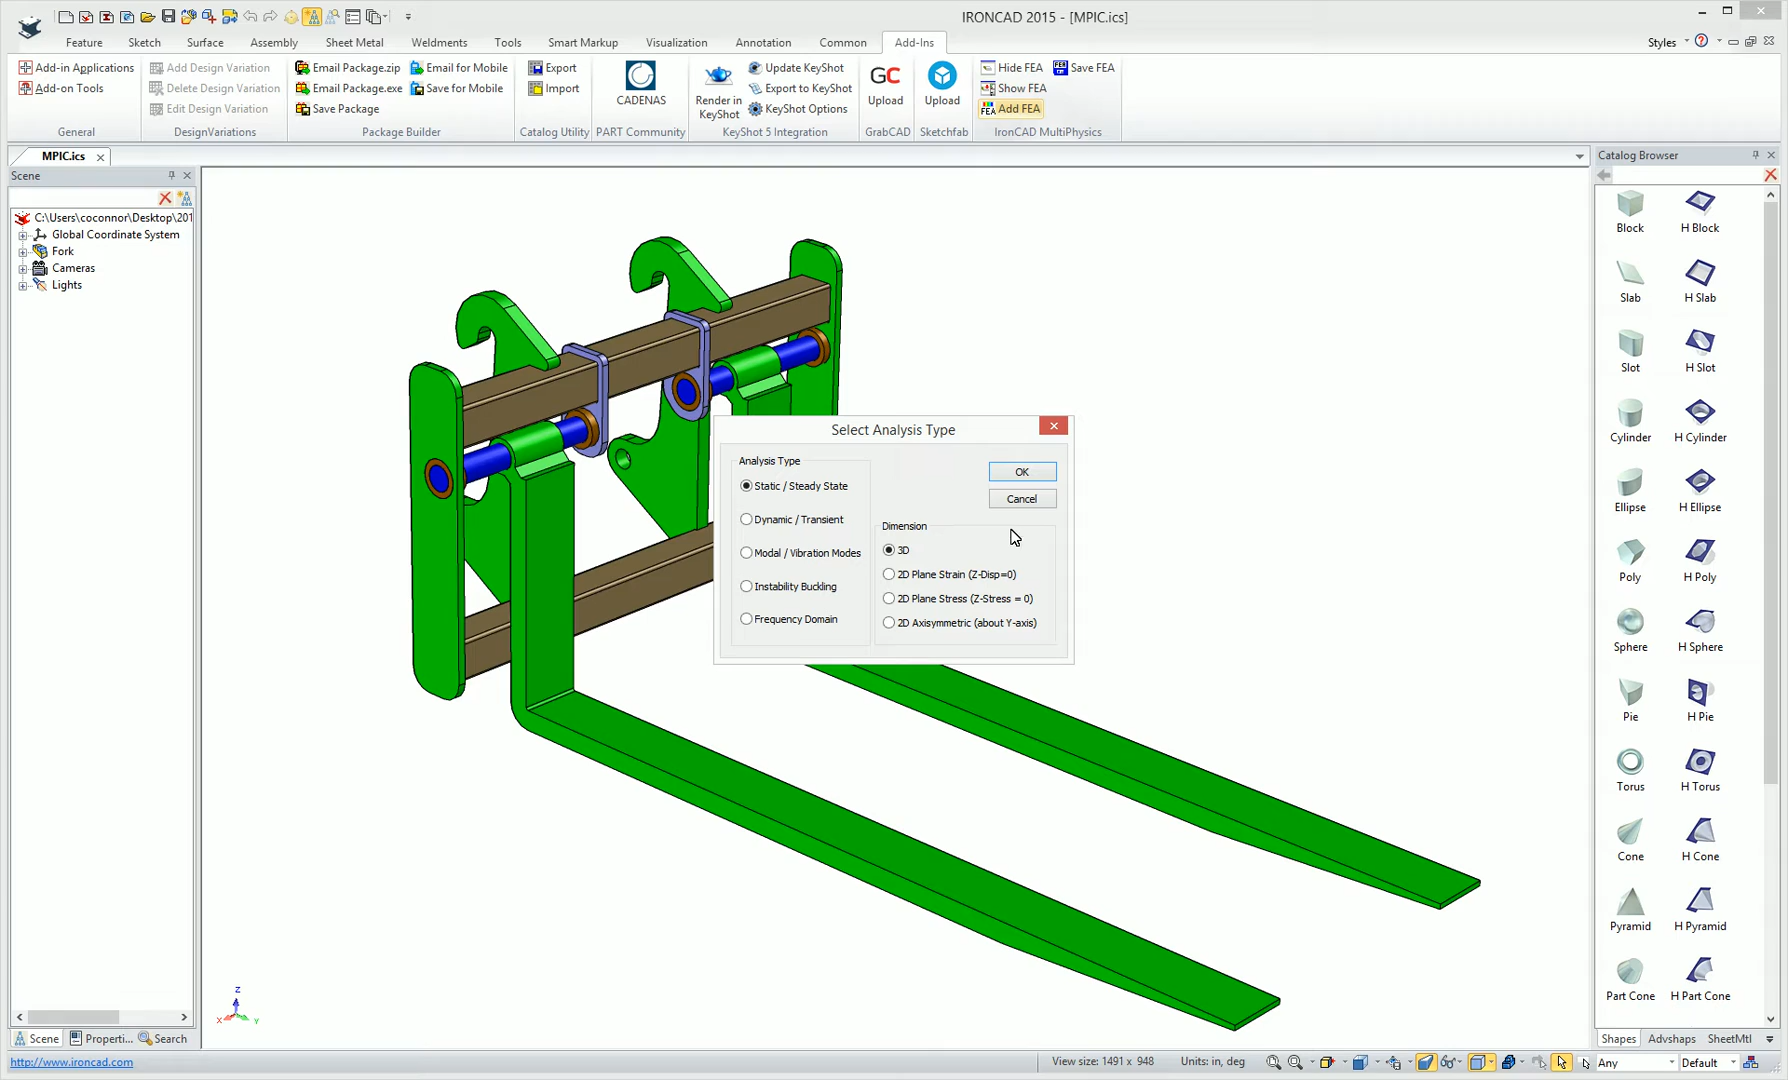 IRONCAD 2015 - [MPIC.ics]
Feature Sketch Surface Assembly Sheet Metal Weldments Tools Smart Markup Visualization Annotation Common Add-Ins Styles
Add-in Applications Add Design Variation Email Package.zip Email for Mobile Export Update KeyShot Hide FEA Save FEA
Add-on Tools Delete Design Variation Email Package.exe Save for Mobile Import CADENAS Render in KeyShot Export to KeyShot GC Upload Upload Show FEA
Edit Design Variation Save Package KeyShot Options FEA Add FEA
General DesignVariations Package Builder Catalog Utility PART Community KeyShot 5 Integration GrabCAD Sketchfab IronCAD MultiPhysics
MPIC.ics
Scene
C:\Users\coconnor\Desktop\201
Global Coordinate System
Fork
Cameras
Lights
Select Analysis Type
Analysis Type
Static / Steady State
Dynamic / Transient
Modal / Vibration Modes
Instability Buckling
Frequency Domain
OK
Cancel
Dimension
3D
2D Plane Strain (Z-Disp=0)
2D Plane Stress (Z-Stress = 0)
2D Axisymmetric (about Y-axis)
Catalog Browser
Block H Block
Slab H Slab
Slot H Slot
Cylinder H Cylinder
Ellipse H Ellipse
Poly H Poly
Sphere H Sphere
Pie H Pie
Torus H Torus
Cone H Cone
Pyramid H Pyramid
Part Cone H Part Cone
Shapes Advshaps SheetMtl
Z
X Y
Scene Properti... Search
http://www.ironcad.com
View size: 1491 x 948 Units: in, deg Any Default